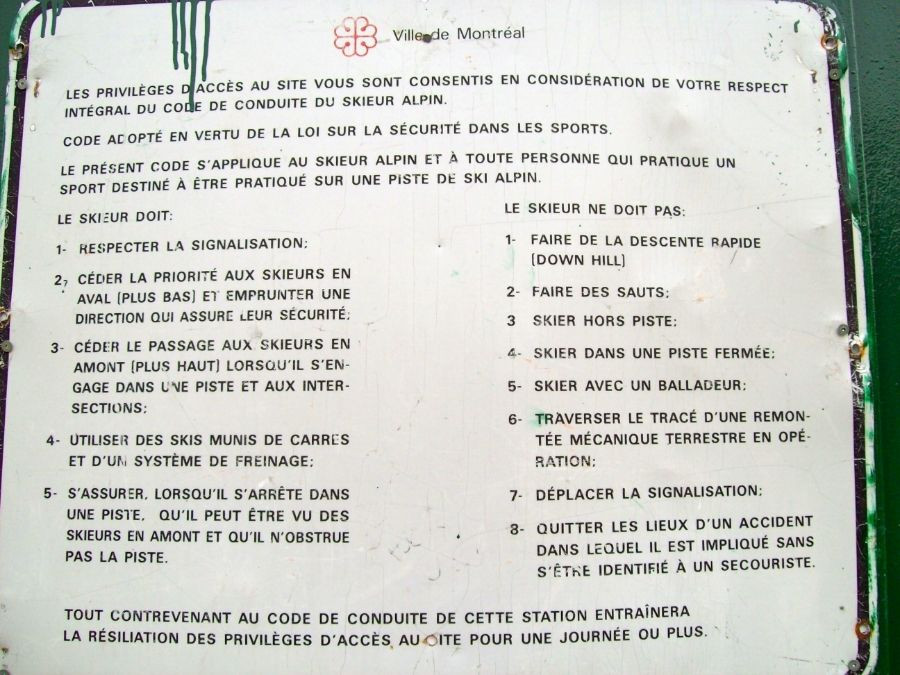 Ville de Montréal
LES PRIVILÈGES D'ACCÈS AU SITE VOUS SONT CONSENTIS EN CONSIDÉRATION DE VOTRE RESPECT
INTÉGRAL DU CODE DE CONDUITE DU SKIEUR ALPIN.
CODE ADOPTÉ EN VERTU DE LA LOI SUR LA SÉCURITÉ DANS LES SPORTS.
LE PRÉSENT CODE S'APPLIQUE AU SKIEUR ALPIN ET À TOUTE PERSONNE QUI PRATIQUE UN
SPORT DESTINÉ À ÊTRE PRATIQUÉ SUR UNE PISTE DE SKI ALPIN.
LE SKIEUR DOIT:
1- RESPECTER LA SIGNALISATION;
2- CÉDER LA PRIORITÉ AUX SKIEURS EN
AVAL (PLUS BAS) ET EMPRUNTER UNE
DIRECTION QUI ASSURE LEUR SÉCURITÉ;
3- CÉDER LE PASSAGE AUX SKIEURS EN
AMONT (PLUS HAUT) LORSQU'IL S'EN-
GAGE DANS UNE PISTE ET AUX INTER-
SECTIONS;
4- UTILISER DES SKIS MUNIS DE CARRES
ET D'UN SYSTÈME DE FREINAGE;
5- S'ASSURER, LORSQU'IL S'ARRÊTE DANS
UNE PISTE, QU'IL PEUT ÊTRE VU DES
SKIEURS EN AMONT ET QU'IL N'OBSTRUE
PAS LA PISTE.
LE SKIEUR NE DOIT PAS:
1- FAIRE DE LA DESCENTE RAPIDE
(DOWN HILL)
2- FAIRE DES SAUTS;
3 SKIER HORS PISTE;
4- SKIER DANS UNE PISTE FERMÉE;
5- SKIER AVEC UN BALLADEUR;
6- TRAVERSER LE TRACÉ D'UNE REMON-
TÉE MÉCANIQUE TERRESTRE EN OPÉ-
RATION;
7- DÉPLACER LA SIGNALISATION;
8- QUITTER LES LIEUX D'UN ACCIDENT
DANS LEQUEL IL EST IMPLIQUÉ SANS
S'ÊTRE IDENTIFIÉ À UN SECOURISTE.
TOUT CONTREVENANT AU CODE DE CONDUITE DE CETTE STATION ENTRAÎNERA
LA RÉSILIATION DES PRIVILÈGES D'ACCÈS AU SITE POUR UNE JOURNÉE OU PLUS.